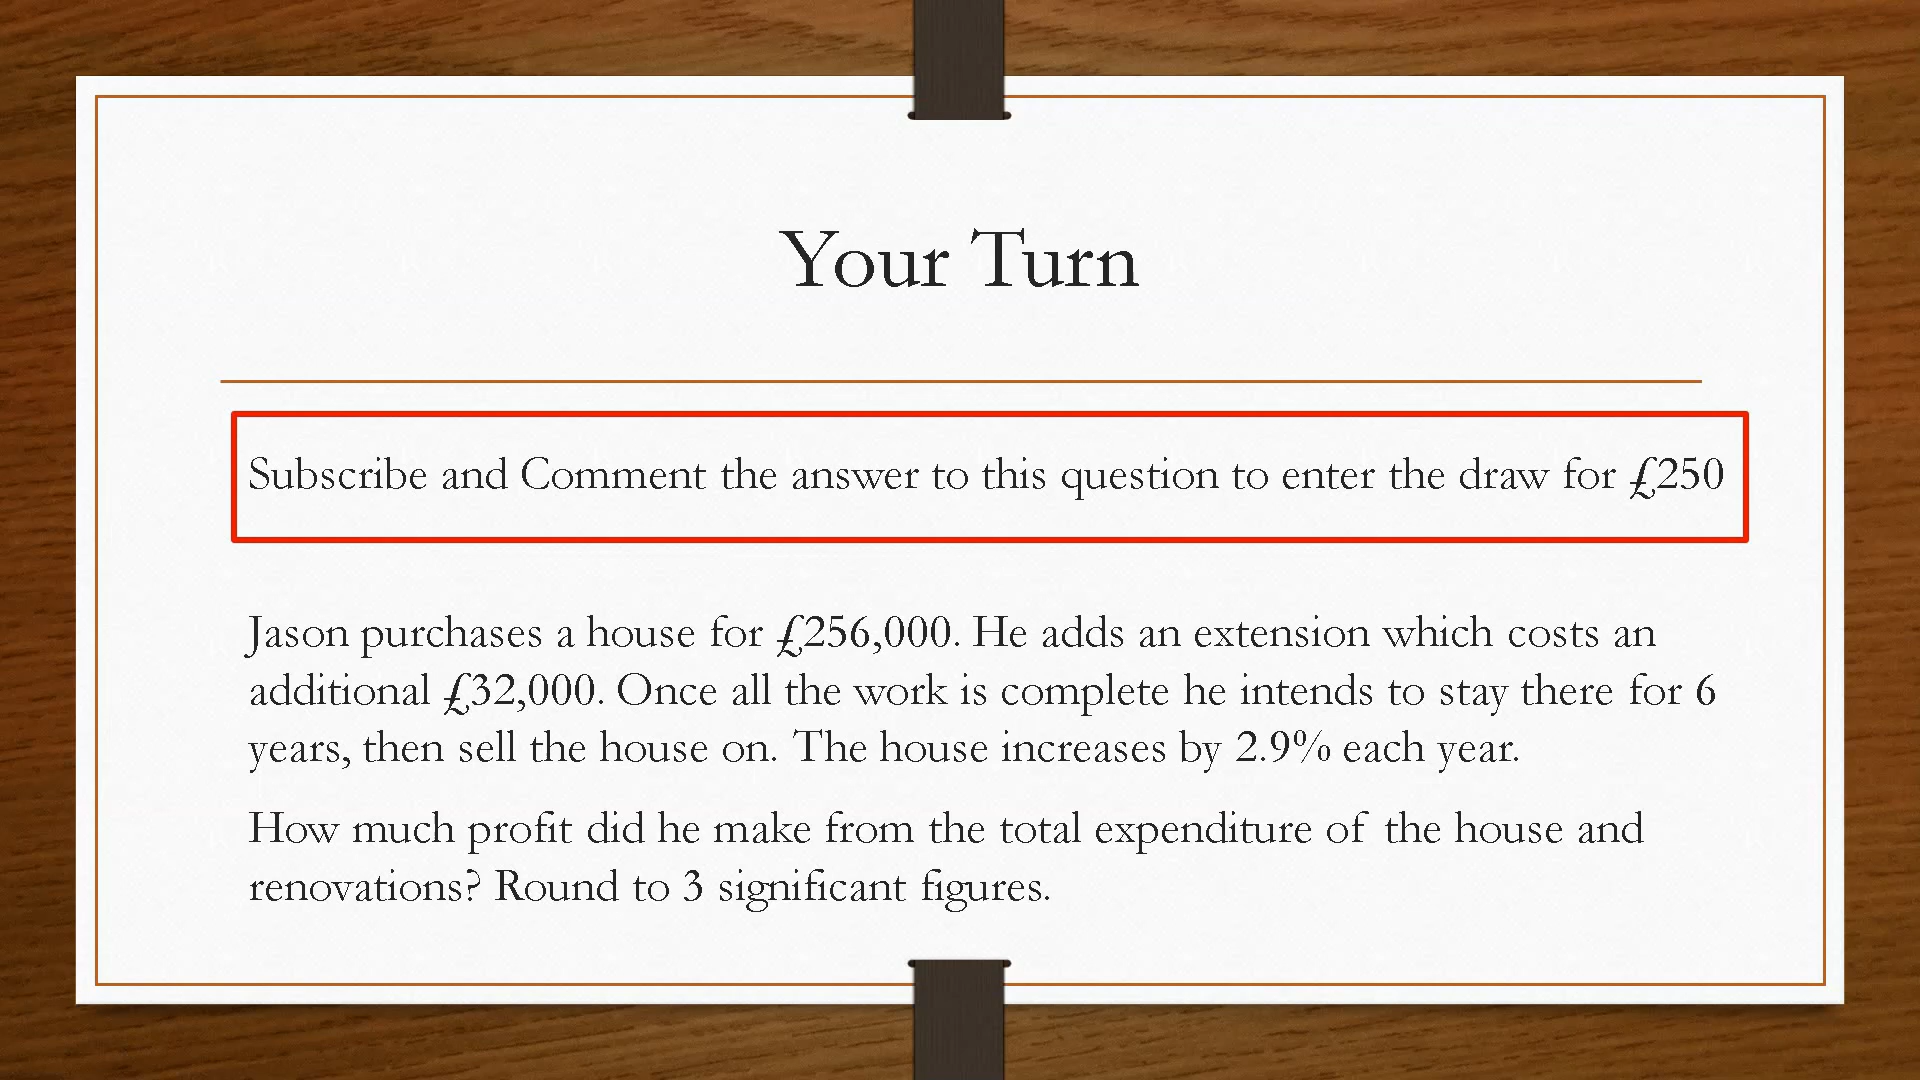 Your Turn
Subscribe and Comment the answer to this question to enter the draw for £250
Jason purchases a house for £256,000. He adds an extension which costs an
additional £32,000. Once all the work is complete he intends to stay there for 6
years, then sell the house on. The house increases by 2.9% each year.
How much profit did he make from the total expenditure of the house and
renovations? Round to 3 significant figures.